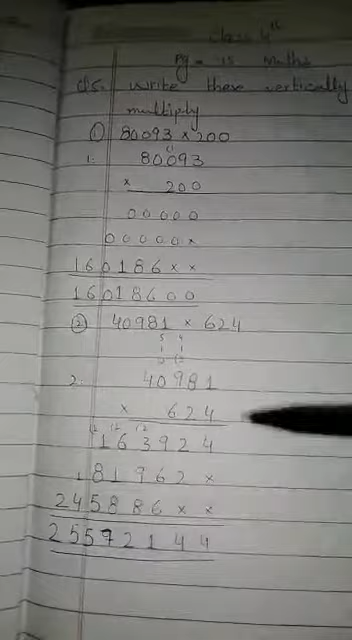 Class 4th
Pg - 15 Maths
Q5. Write these vertically
multiply
① 80093 × 200
1. 80093
× 200
00000
00000×
160186××
16018600
② 40981 × 624
2. 40981
× 624
163924
81962×
245886××
25572144